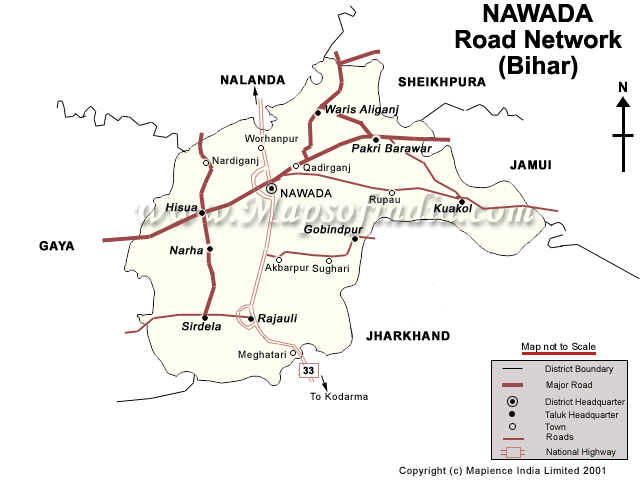 NAWADA
Road Network
(Bihar)
NALANDA
SHEIKHPURA
N
Waris Aliganj
Worhanpur
Pakri Barawar
Nardiganj
Qadirganj
JAMUI
NAWADA
Rupau
Hisua
Kuakol
www.Mapsofindia.com
Gobindpur
GAYA
Narha
Akbarpur
Sughari
Sirdela
Rajauli
JHARKHAND
Meghatari
33
To Kodarma
Map not to Scale
District Boundary
Major Road
District Headquarter
Taluk Headquarter
Town
Roads
National Highway
Copyright (c) Mapience India Limited 2001